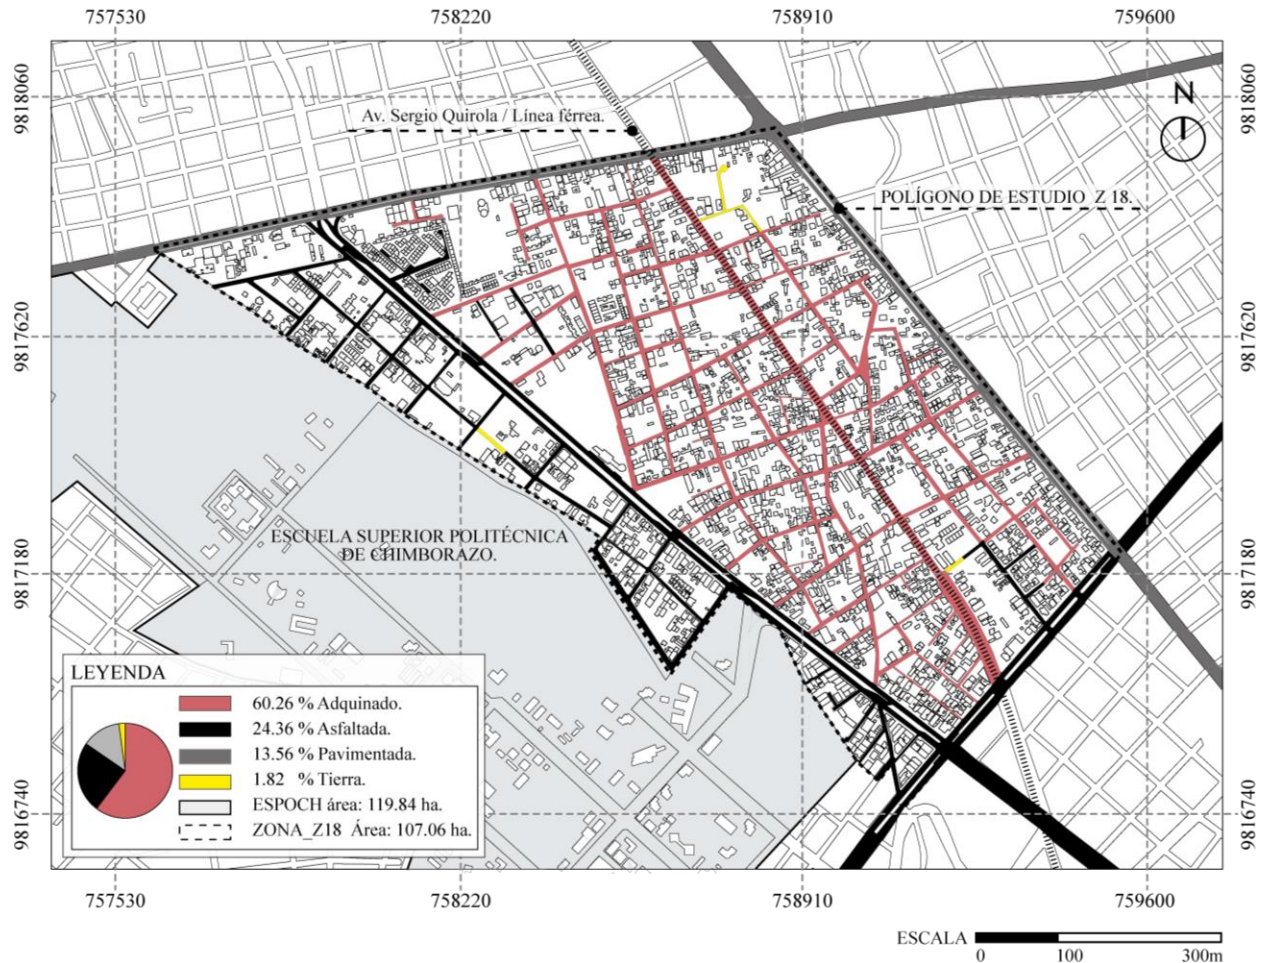 757530 758220 758910 759600
9818060 9818060
N
Av. Sergio Quirola / Línea férrea.
POLÍGONO DE ESTUDIO Z 18.
9817620 9817620
ESCUELA SUPERIOR POLITÉCNICA
DE CHIMBORAZO.
9817180 9817180
LEYENDA
60.26 % Adquinado.
24.36 % Asfaltada.
13.56 % Pavimentada.
1.82 % Tierra.
ESPOCH área: 119.84 ha.
ZONA_Z18 Área: 107.06 ha.
9816740 9816740
757530 758220 758910 759600
ESCALA
0 100 300m